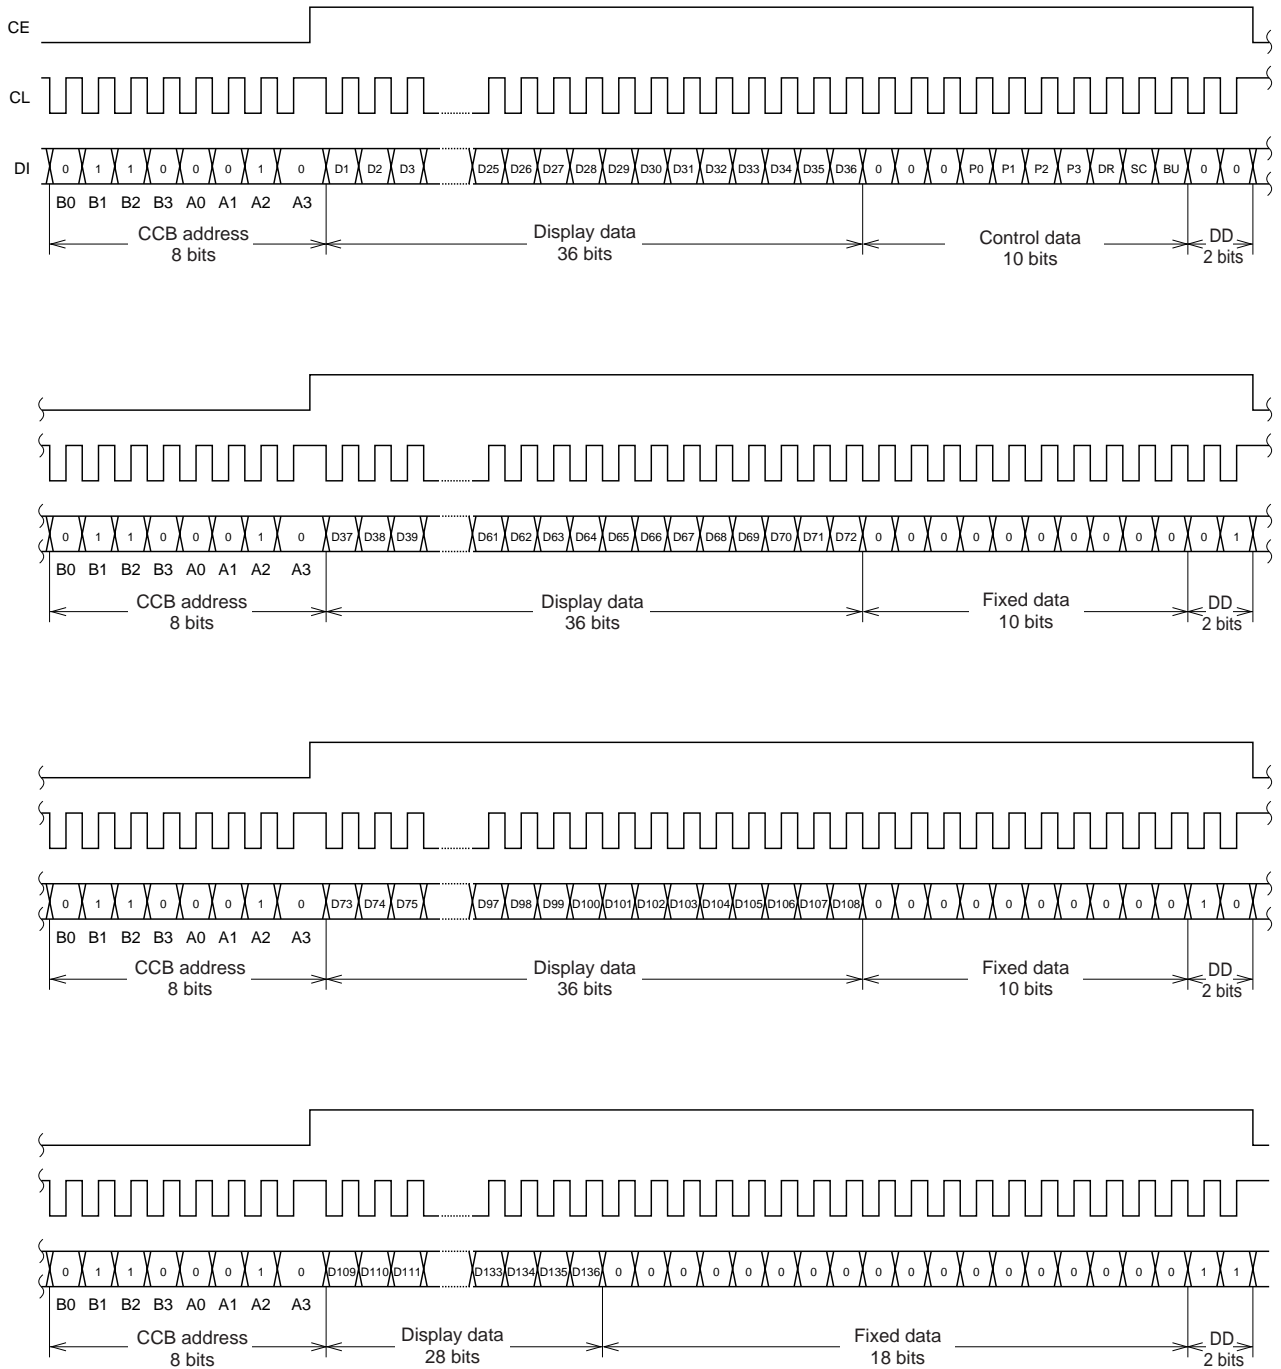 CE
CL
DI 0 1 1 0 0 0 1 0 D1 D2 D3 D25 D26 D27 D28 D29 D30 D31 D32 D33 D34 D35 D36 0 0 0 P0 P1 P2 P3 DR SC BU 0 0
B0 B1 B2 B3 A0 A1 A2 A3
CCB address Display data Control data DD
8 bits 36 bits 10 bits 2 bits
0 1 1 0 0 0 1 0 D37 D38 D39 D61 D62 D63 D64 D65 D66 D67 D68 D69 D70 D71 D72 0 0 0 0 0 0 0 0 0 0 0 1
B0 B1 B2 B3 A0 A1 A2 A3
CCB address Display data Fixed data DD
8 bits 36 bits 10 bits 2 bits
0 1 1 0 0 0 1 0 D73 D74 D75 D97 D98 D99 D100 D101 D102 D103 D104 D105 D106 D107 D108 0 0 0 0 0 0 0 0 0 0 1 0
B0 B1 B2 B3 A0 A1 A2 A3
CCB address Display data Fixed data DD
8 bits 36 bits 10 bits 2 bits
0 1 1 0 0 0 1 0 D109 D110 D111 D133 D134 D135 D136 0 0 0 0 0 0 0 0 0 0 0 0 0 0 0 0 0 0 1 1
B0 B1 B2 B3 A0 A1 A2 A3
CCB address Display data Fixed data DD
8 bits 28 bits 18 bits 2 bits